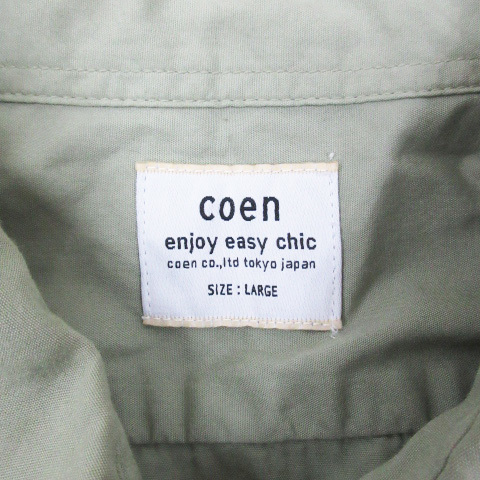 coen
enjoy easy chic
coen co.,ltd tokyo japan
SIZE : LARGE